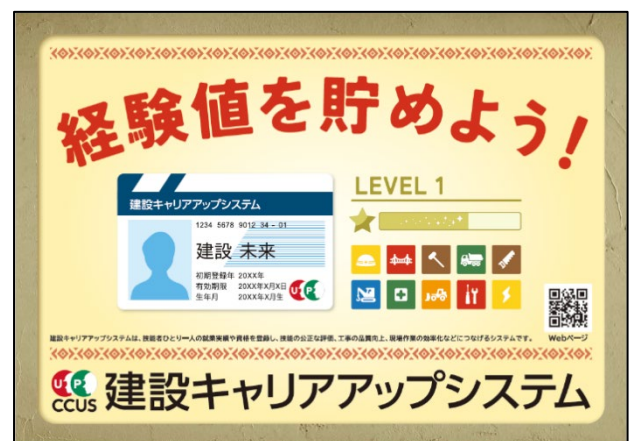 経験値を貯めよう!
建設キャリアアップシステム
1234 5678 9012 34 - 01
建設 未来
初期登録年 20XX年
有効期限 20XX年X月X日
生年月 20XX年X月生
UP
LEVEL 1
建設キャリアアップシステムは、技能者ひとり一人の就業実績や資格を登録し、技能の公正な評価、工事の品質向上、現場作業の効率化などにつなげるシステムです。
Webページ
UP
CCUS 建設キャリアアップシステム